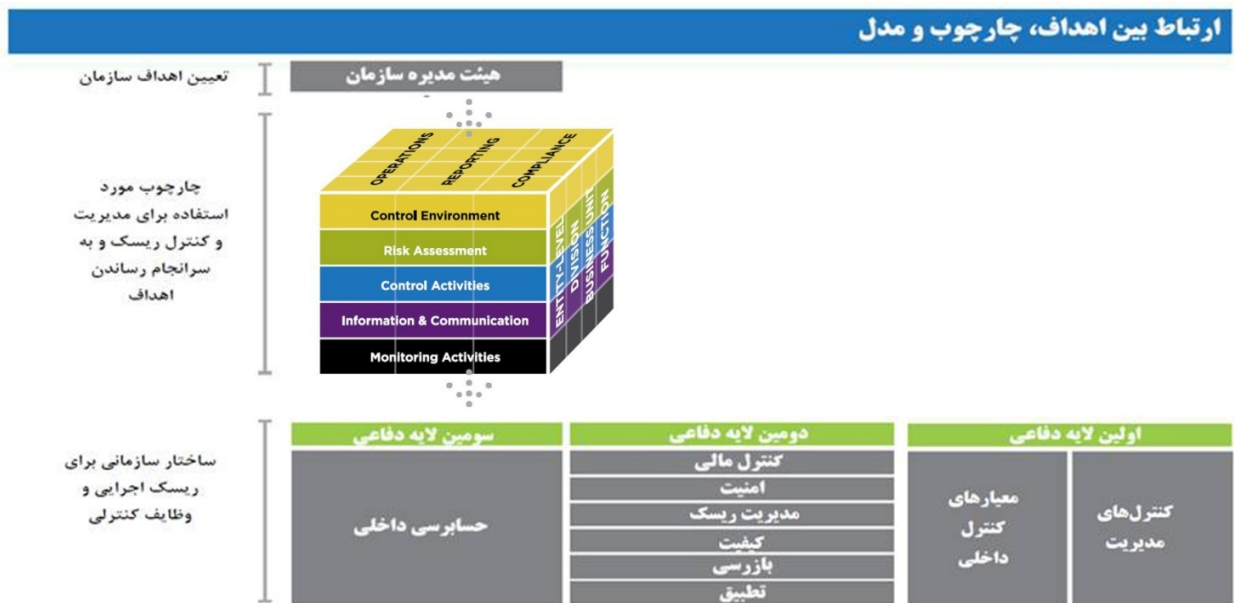 ارتباط بین اهداف، چارچوب و مدل
هیئت مدیره سازمان
تعیین اهداف سازمان
OPERATIONS
REPORTING
COMPLIANCE
Control Environment
Risk Assessment
Control Activities
Information & Communication
Monitoring Activities
ENTITY-LEVEL
DIVISION
BUSINESS UNIT
FUNCTION
چارچوب مورد
استفاده برای مدیریت
و کنترل ریسک و به
سرانجام رساندن
اهداف
اولین لایه دفاعی
کنترل‌های
مدیریت
معیارهای
کنترل
داخلی
دومین لایه دفاعی
کنترل مالی
امنیت
مدیریت ریسک
کیفیت
بازرسی
تطبیق
سومین لایه دفاعی
حسابرسی داخلی
ساختار سازمانی برای
ریسک اجرایی و
وظایف کنترلی